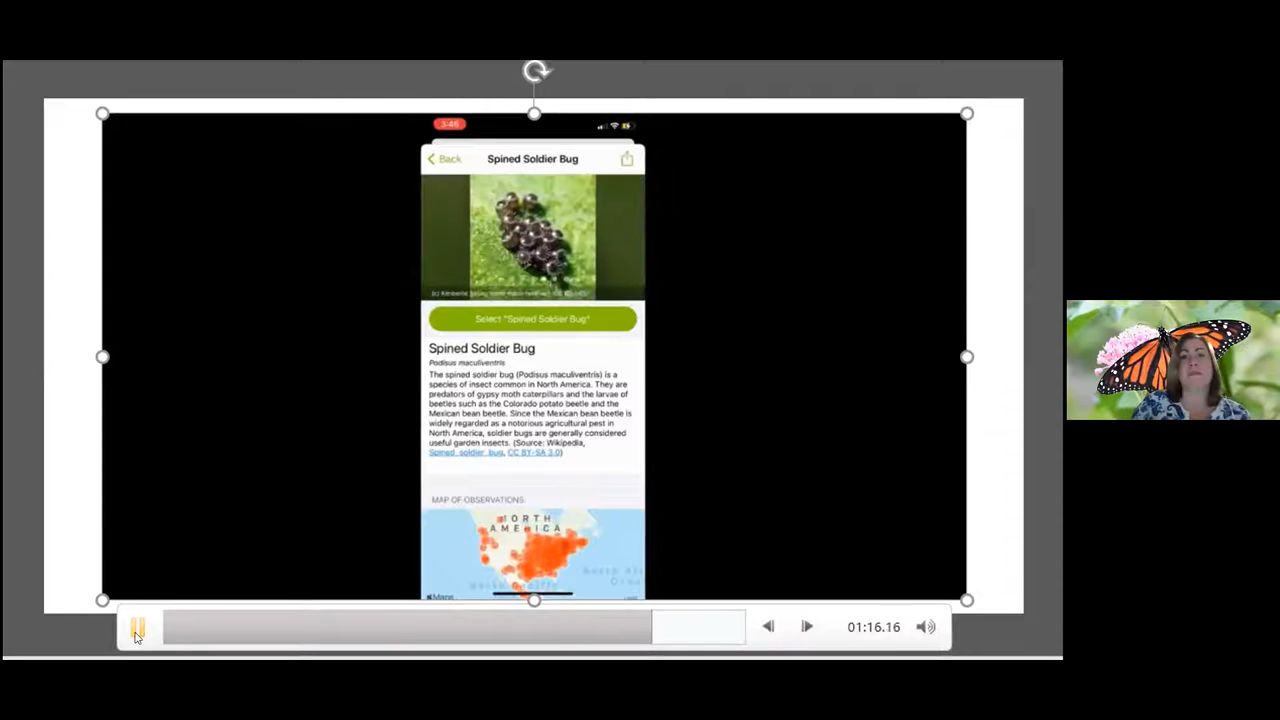 3:46
Back
Spined Soldier Bug
Select "Spined Soldier Bug"
Spined Soldier Bug
Podisus maculiventris
The spined soldier bug (Podisus maculiventris) is a
species of insect common in North America. They are
predators of gypsy moth caterpillars and the larvae of
beetles such as the Colorado potato beetle and the
Mexican bean beetle. Since the Mexican bean beetle is
widely regarded as a notorious agricultural pest in
North America, soldier bugs are generally considered
useful garden insects. (Source: Wikipedia,
Spined_soldier_bug, CC BY-SA 3.0)
MAP OF OBSERVATIONS
NORTH
AMERICA
Maps
01:16.16